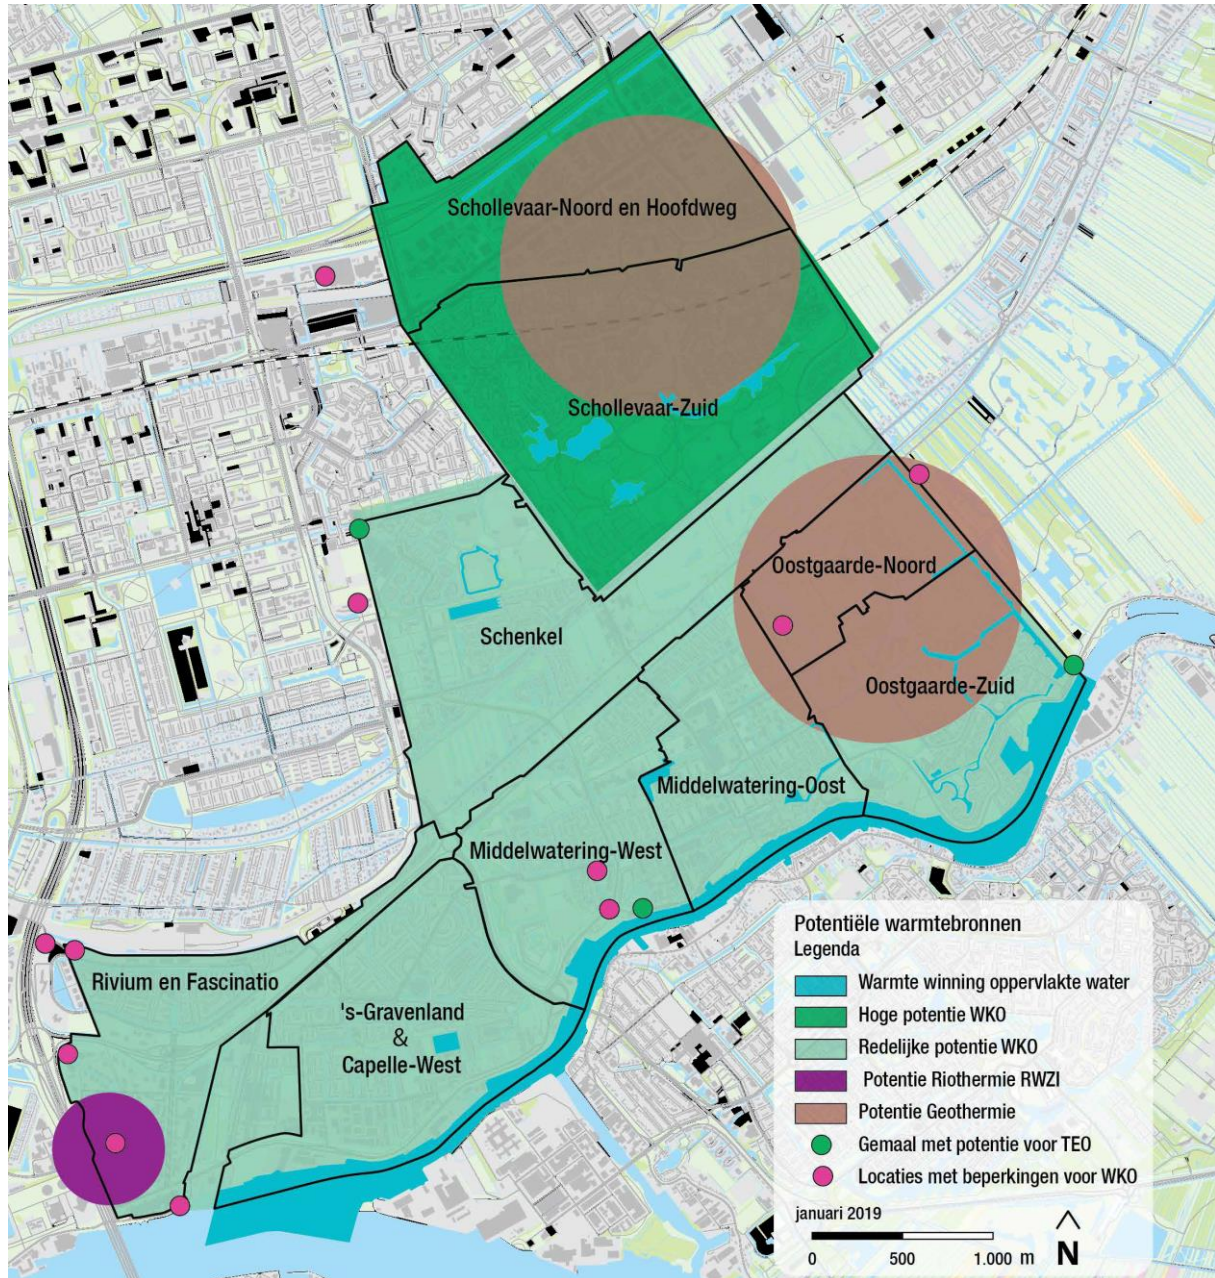 Schollevaar-Noord en Hoofdweg
Schollevaar-Zuid
Oostgaarde-Noord
Schenkel
Oostgaarde-Zuid
Middelwatering-Oost
Middelwatering-West
Rivium en Fascinatio
's-Gravenland
&
Capelle-West
Potentiële warmtebronnen
Legenda
Warmte winning oppervlakte water
Hoge potentie WKO
Redelijke potentie WKO
Potentie Riothermie RWZI
Potentie Geothermie
Gemaal met potentie voor TEO
Locaties met beperkingen voor WKO
januari 2019
0 500 1.000 m
N